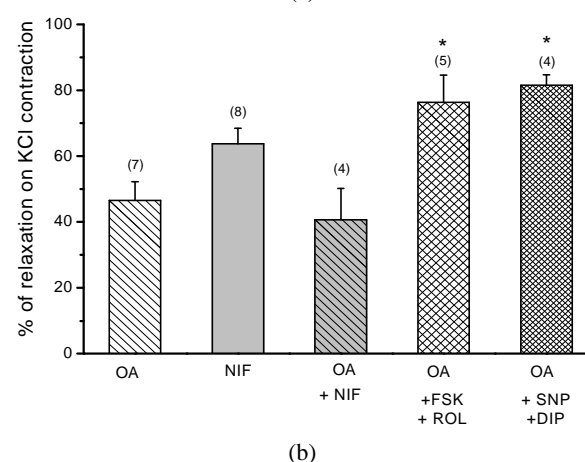 100
80
60
40
20
0
% of relaxation on KCl contraction
(7)
(8)
(4)
*
(5)
*
(4)
OA
NIF
OA
+ NIF
OA
+FSK
+ ROL
OA
+ SNP
+DIP
(b)